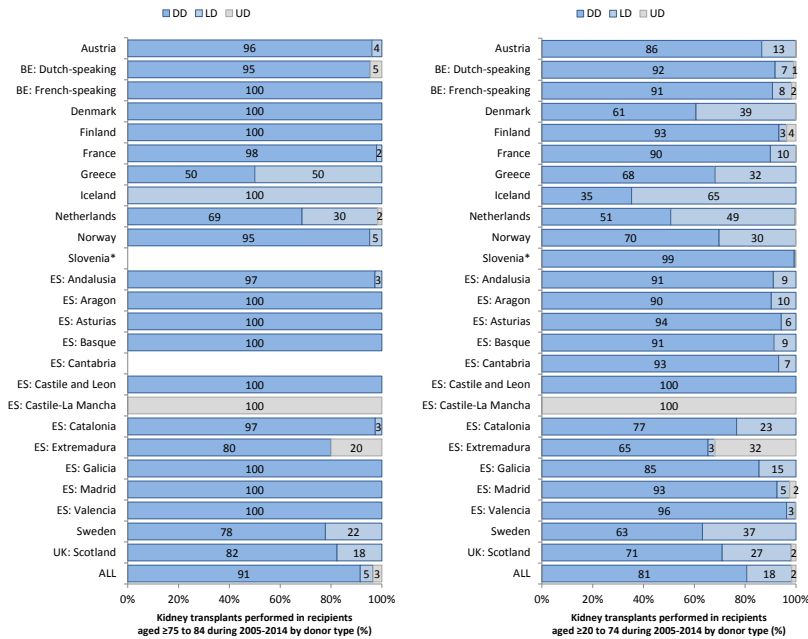 DD LD UD
Austria 96 4
BE: Dutch-speaking 95 5
BE: French-speaking 100
Denmark 100
Finland 100
France 98 2
Greece 50 50
Iceland 100
Netherlands 69 30 2
Norway 95 5
Slovenia*
ES: Andalusia 97 3
ES: Aragon 100
ES: Asturias 100
ES: Basque 100
ES: Cantabria
ES: Castile and Leon 100
ES: Castile-La Mancha 100
ES: Catalonia 97 3
ES: Extremadura 80 20
ES: Galicia 100
ES: Madrid 100
ES: Valencia 100
Sweden 78 22
UK: Scotland 82 18
ALL 91 5 3
0% 20% 40% 60% 80% 100%
Kidney transplants performed in recipients
aged ≥75 to 84 during 2005-2014 by donor type (%)
DD LD UD
Austria 86 13
BE: Dutch-speaking 92 7 1
BE: French-speaking 91 8 2
Denmark 61 39
Finland 93 3 4
France 90 10
Greece 68 32
Iceland 35 65
Netherlands 51 49
Norway 70 30
Slovenia* 99
ES: Andalusia 91 9
ES: Aragon 90 10
ES: Asturias 94 6
ES: Basque 91 9
ES: Cantabria 93 7
ES: Castile and Leon 100
ES: Castile-La Mancha 100
ES: Catalonia 77 23
ES: Extremadura 65 3 32
ES: Galicia 85 15
ES: Madrid 93 5 2
ES: Valencia 96 3
Sweden 63 37
UK: Scotland 71 27 2
ALL 81 18 2
0% 20% 40% 60% 80% 100%
Kidney transplants performed in recipients
aged ≥20 to 74 during 2005-2014 by donor type (%)